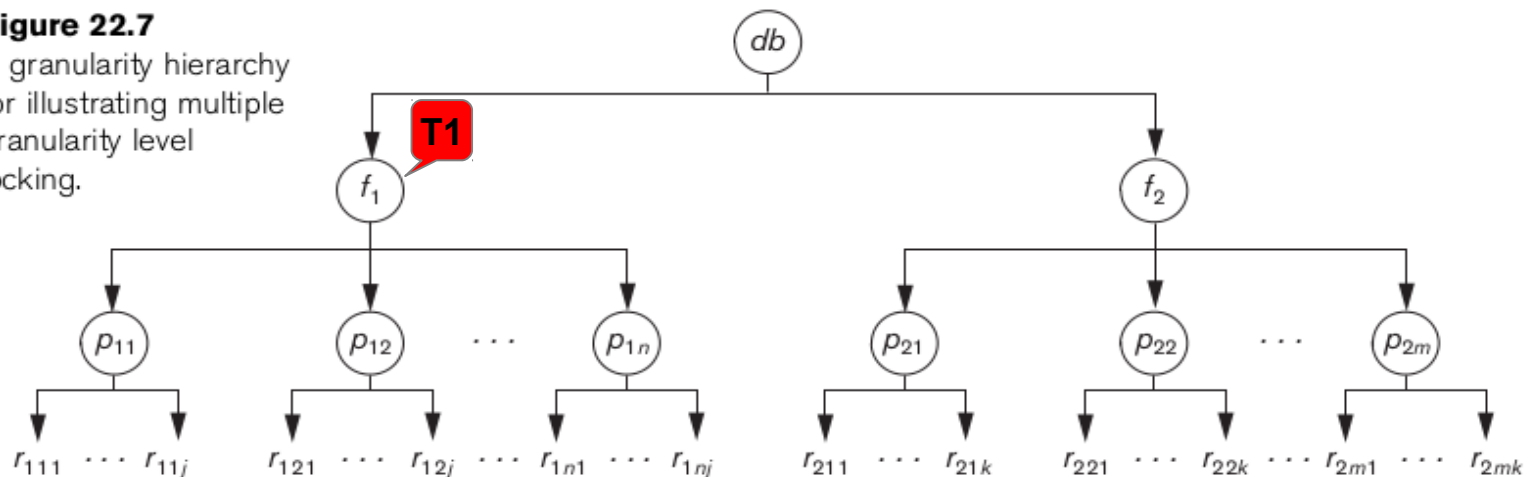 igure 22.7
granularity hierarchy
or illustrating multiple
ranularity level
ocking.
db
T1
f₁ f₂
p₁₁ p₁₂ · · · p₁ₙ p₂₁ p₂₂ · · · p₂ₘ
r₁₁₁ · · · r₁₁ⱼ r₁₂₁ · · · r₁₂ⱼ · · · r₁ₙ₁ · · · r₁ₙⱼ r₂₁₁ · · · r₂₁ₖ r₂₂₁ · · · r₂₂ₖ · · · r₂ₘ₁ · · · r₂ₘₖ